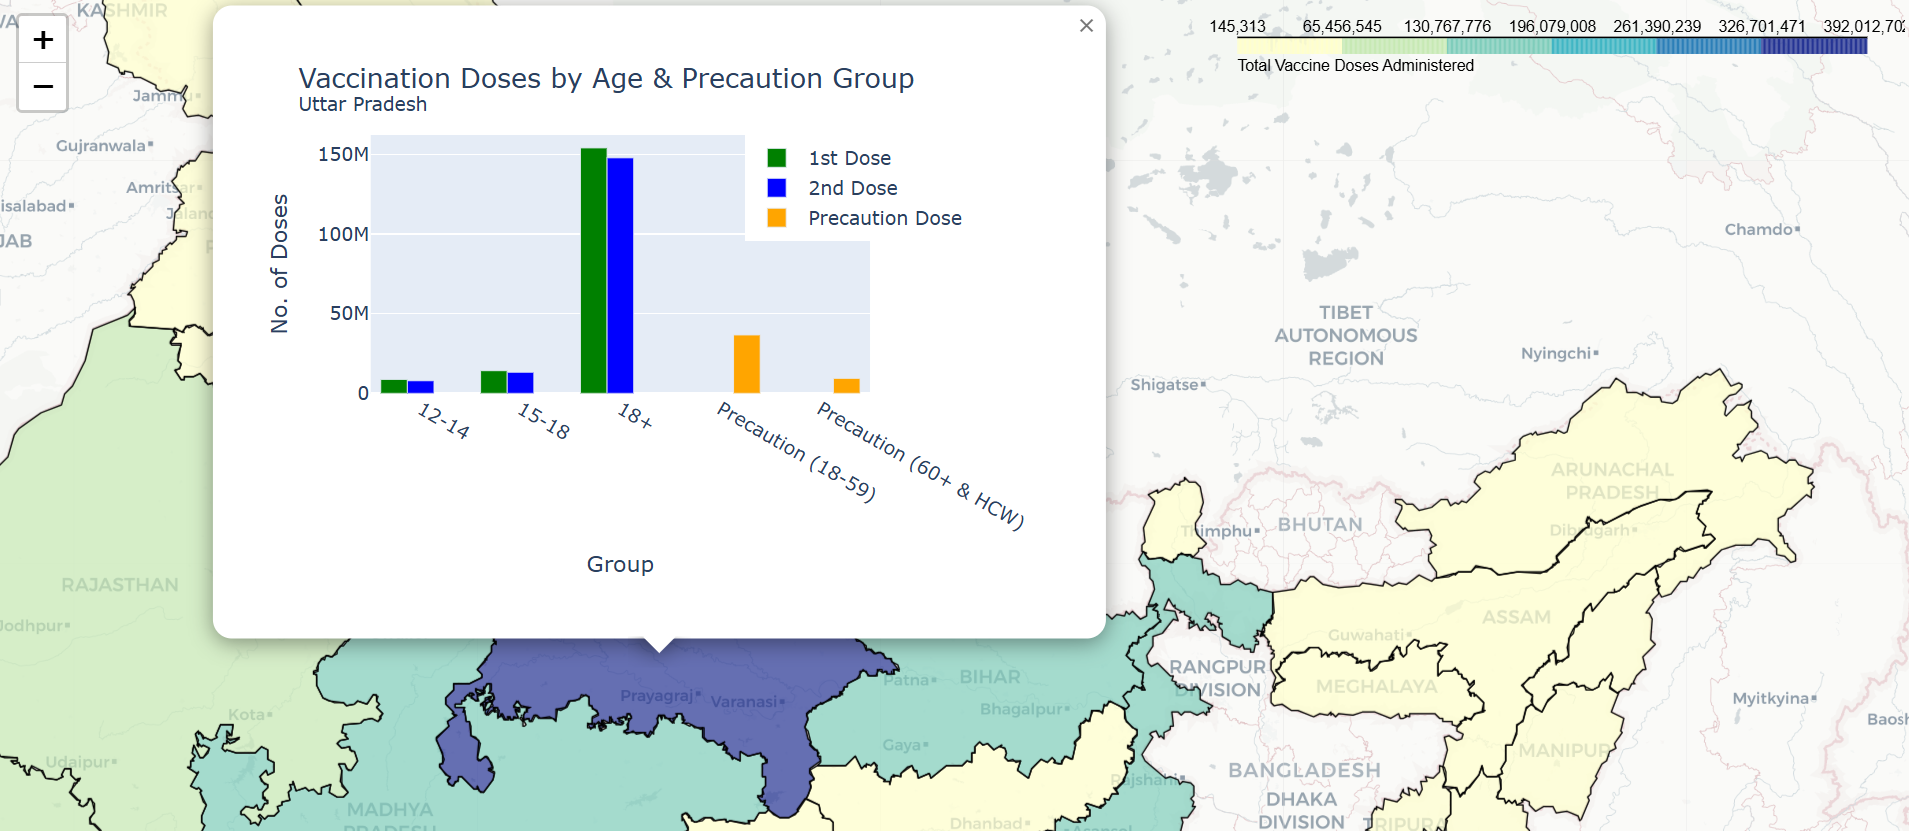 +
−
×
Vaccination Doses by Age & Precaution Group
Uttar Pradesh
150M
100M
50M
0
No. of Doses
1st Dose
2nd Dose
Precaution Dose
12-14
15-18
18+
Precaution (18-59)
Precaution (60+ & HCW)
Group
145,313 65,456,545 130,767,776 196,079,008 261,390,239 326,701,471 392,012,70
Total Vaccine Doses Administered
KASHMIR
Jammu
Gujranwala
Amritsar
isalabad
JAB
RAJASTHAN
Jodhpur
Kota
Udaipur
MADHYA
PRADESH
Prayagraj
Varanasi
Patna
BIHAR
Bhagalpur
Gaya
Dhanbad
Asansol
Rajshahi
RANGPUR
DIVISION
BANGLADESH
DHAKA
DIVISION
TRIPURA
Thimphu
BHUTAN
Shigatse
TIBET
AUTONOMOUS
REGION
Nyingchi
Chamdo
ARUNACHAL
PRADESH
Dibrugarh
ASSAM
Guwahati
MEGHALAYA
MANIPUR
Myitkyina
Baosh